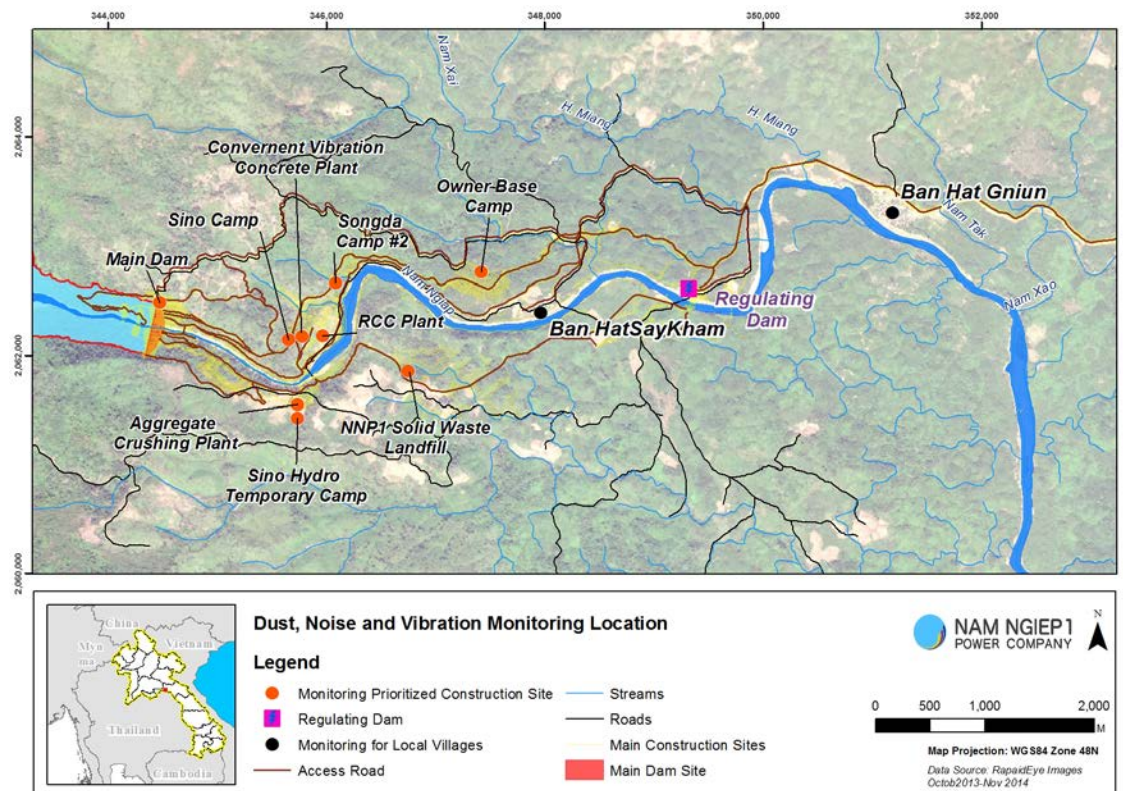 344,000
346,000
348,000
350,000
352,000
2,064,000
2,062,000
2,060,000
Nam Xai
H. Miang
H. Miang
Convernent Vibration
Concrete Plant
Owner-Base
Camp
Ban Hat Gniun
Sino Camp
Songda
Camp #2
Nam Tak
Main Dam
Nam Ngiap
Regulating
Dam
Nam Xao
RCC Plant
Ban HatSayKham
Aggregate
Crushing Plant
NNP1 Solid Waste
Landfill
Sino Hydro
Temporary Camp
China
Myn
ma
Vietnam
Thailand
Cambodia
Dust, Noise and Vibration Monitoring Location
Legend
Monitoring Prioritized Construction Site
Regulating Dam
Monitoring for Local Villages
Access Road
Streams
Roads
Main Construction Sites
Main Dam Site
NAM NGIEP 1
POWER COMPANY
N
0 500 1,000 2,000
M
Map Projection: WGS84 Zone 48N
Data Source: RapaidEye Images
Octob2013-Nov 2014